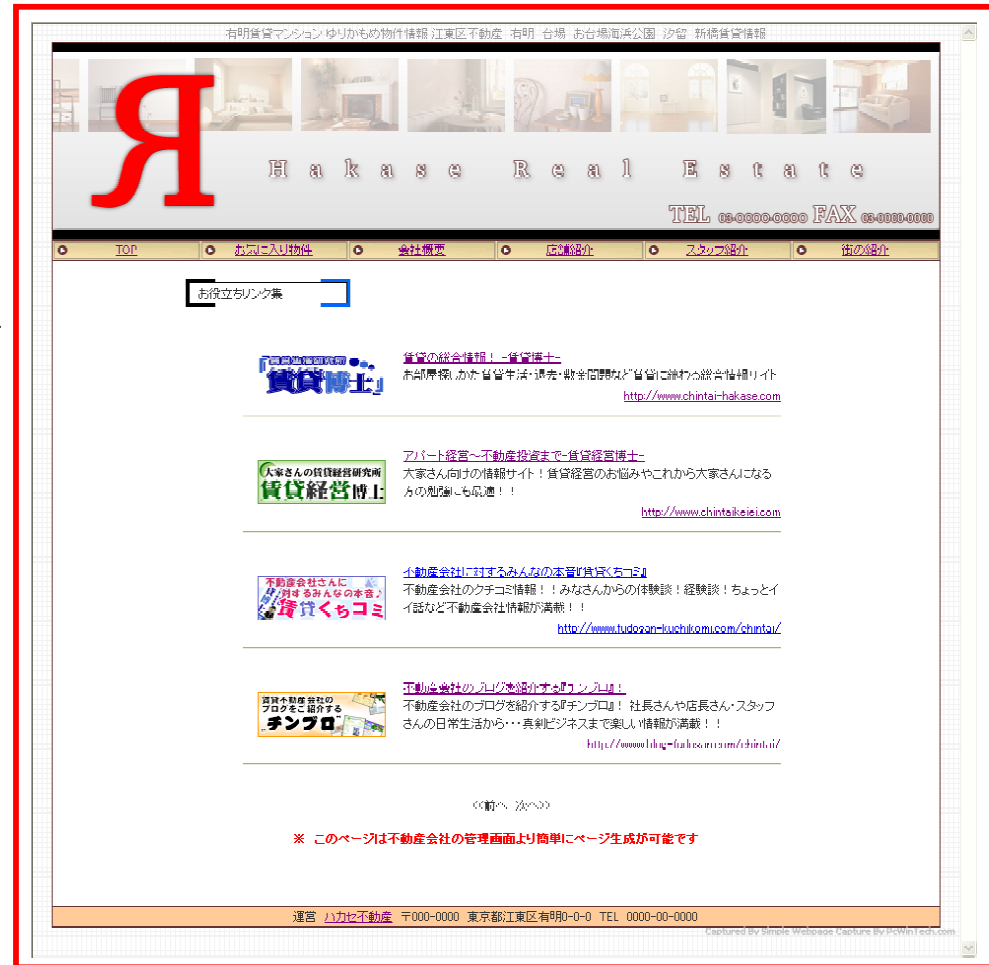 有明賃貸マンション ゆりかもめ物件情報 江東区不動産 有明 台場 お台場海浜公園 汐留 新橋賃貸情報
R
Hakase Real Estate
TEL 03-0000-0000 FAX 03-0000-0000
TOP お気に入り物件 会社概要 店舗紹介 スタッフ紹介 街の紹介
お役立ちリンク集
賃貸生活研究所
『賃貸博士』
賃貸の総合情報！ -賃貸博士-
お部屋探しかた 賃貸生活・退去・敷金問題など賃貸に纏わる総合情報サイト
http://www.chintai-hakase.com
大家さんの賃貸経営研究所
賃貸経営博士
アパート経営～不動産投資まで-賃貸経営博士-
大家さん向けの情報サイト！賃貸経営のお悩みやこれから大家さんになる
方の勉強にも最適！！
http://www.chintaikeiei.com
不動産会社さんに
対するみんなの本音♪
賃貸くちコミ
不動産会社に対するみんなの本音『賃貸くちコミ』
不動産会社のクチコミ情報！！みなさんからの体験談！経験談！ちょっとイ
イ話など不動産会社情報が満載！！
http://www.fudosan-kuchikomi.com/chintai/
賃貸不動産会社の
ブログをご紹介する
チンブロ
不動産会社のブログを紹介する『チンブロ』！
不動産会社のブログを紹介する『チンブロ』！ 社長さんや店長さん・スタッフ
さんの日常生活から・・・真剣ビジネスまで楽しい情報が満載！！
http://www.blog-fudosan.com/chintai/
<<前へ 次へ>>
※ このページは不動産会社の管理画面より簡単にページ生成が可能です
運営 ハカセ不動産 〒000-0000 東京都江東区有明0-0-0 TEL 0000-00-0000
Captured By Simple Webpage Capture By PcWinTech.com